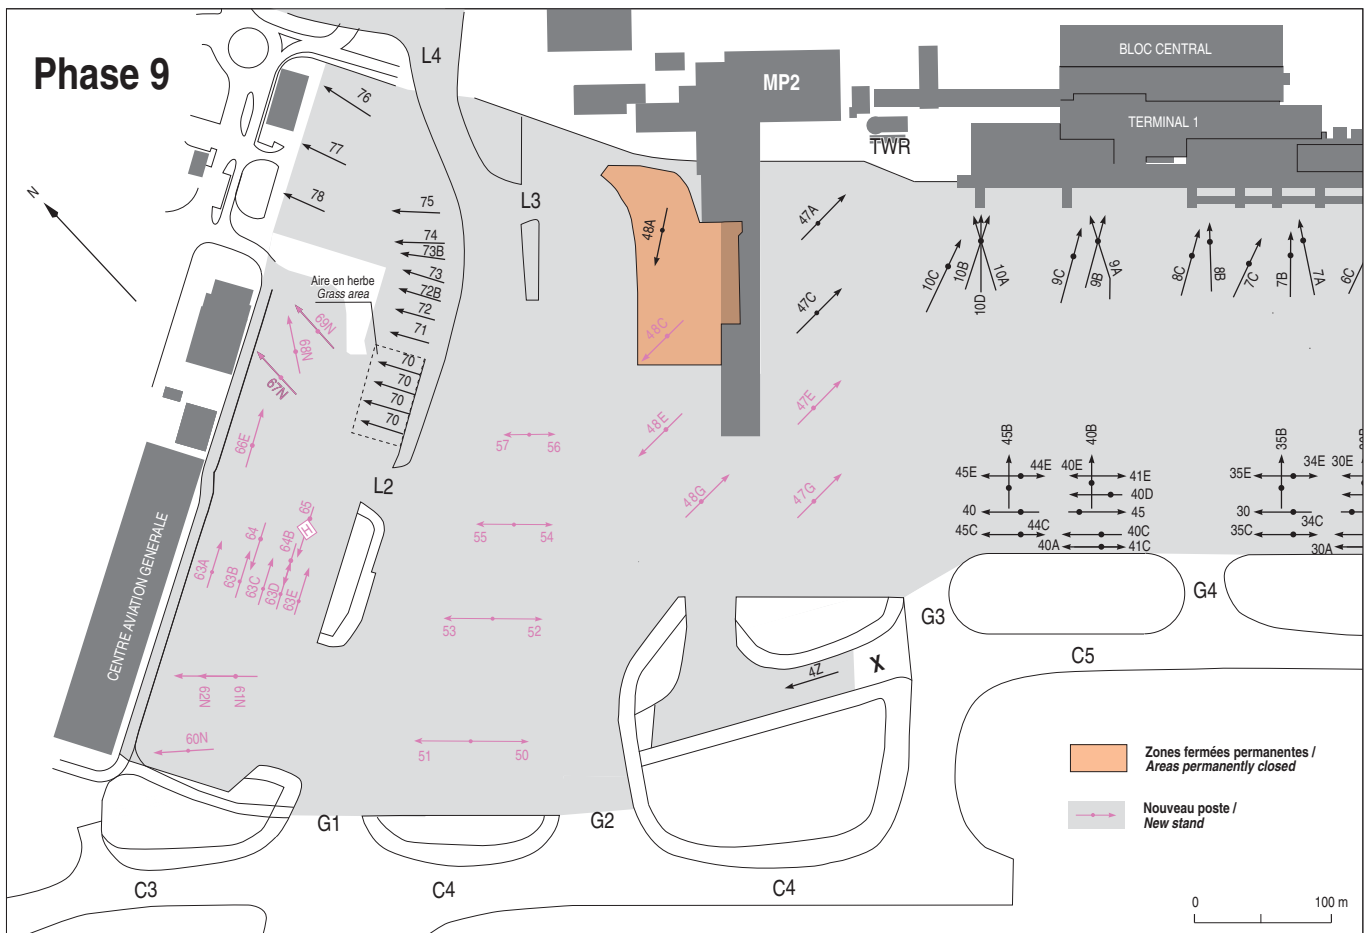 Phase 9
L4
BLOC CENTRAL
MP2
TERMINAL 1
TWR
N
76
77
78
75
74
73B
73
72B
72
71
70
70
70
70
L3
Aire en herbe
Grass area
48A
48C
48E
48G
47A
47C
47E
47G
10C
10B
10D
10A
9C
9B
9A
8C
8B
7C
7B
7A
6C
69N
68N
67N
66E
65
64
64B
63A
63B
63C
63D
63E
62N
61N
60N
L2
57
56
55
54
53
52
51
50
45B
40B
35B
45E
44E
40E
41E
40D
40
45
45C
44C
40C
40A
41C
35E
34E
30E
30
34C
35C
30A
CENTRE AVIATION GENERALE
G3
G4
C5
4Z
X
G1
G2
C3
C4
C4
Zones fermées permanentes /
Areas permanently closed
Nouveau poste /
New stand
0
100 m